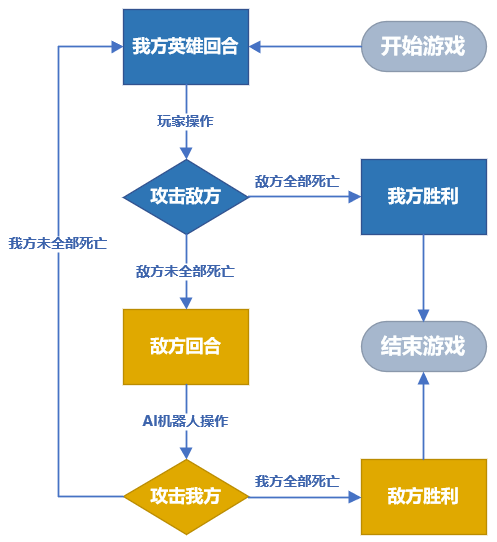 我方英雄回合
开始游戏
玩家操作
攻击敌方
敌方全部死亡
我方胜利
我方未全部死亡
敌方未全部死亡
敌方回合
结束游戏
AI机器人操作
攻击我方
我方全部死亡
敌方胜利